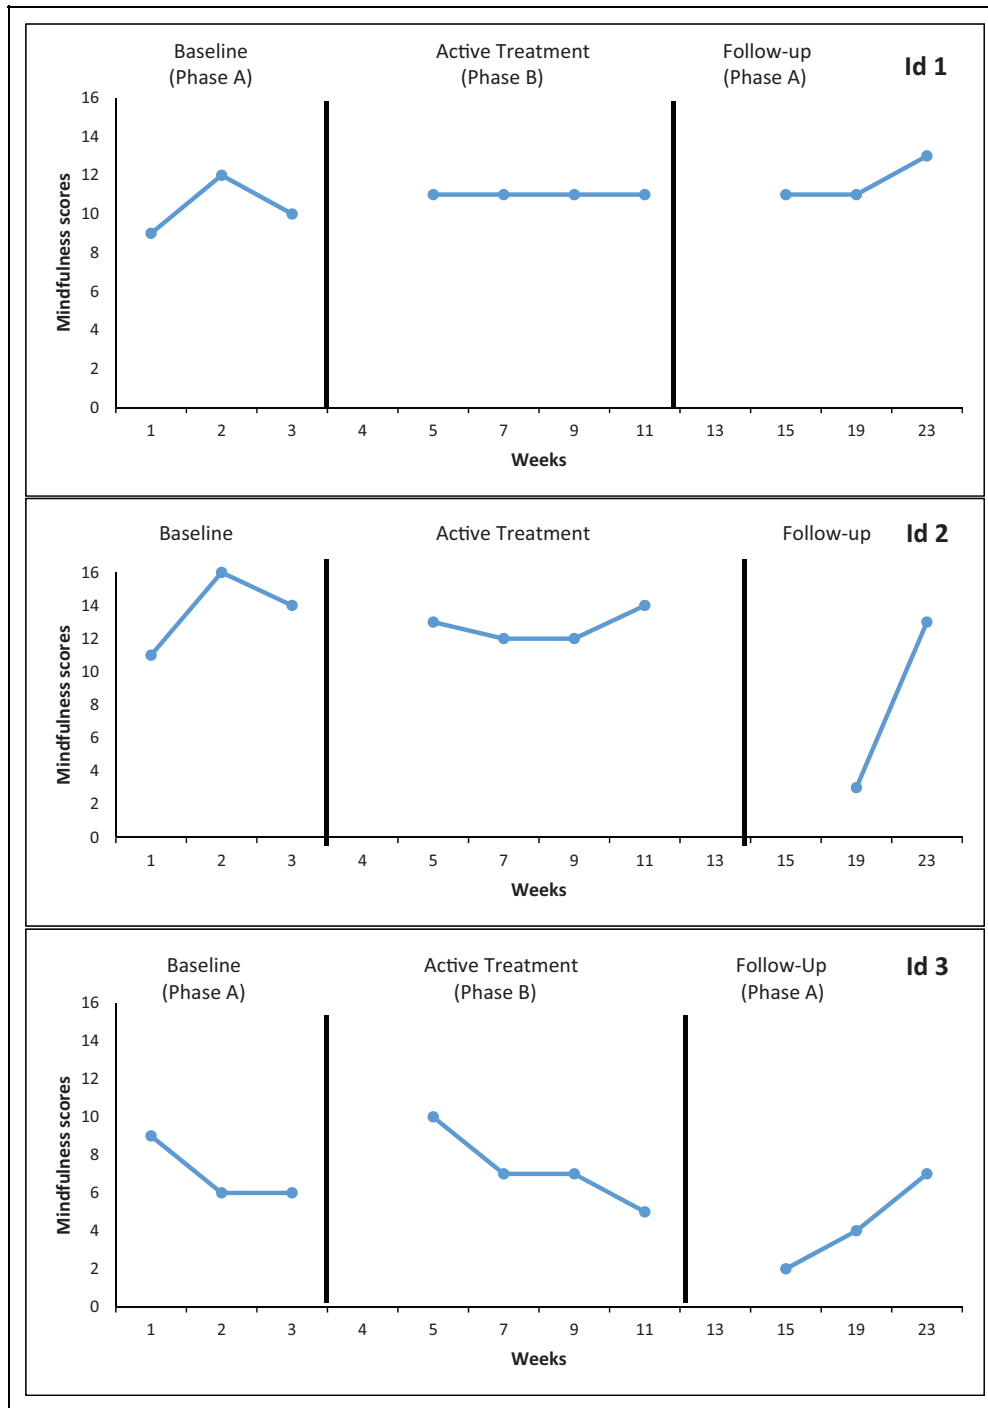 Baseline
(Phase A)
Active Treatment
(Phase B)
Follow-up
(Phase A)
Id 1
Mindfulness scores
16
14
12
10
8
6
4
2
0
1 2 3 4 5 7 9 11 13 15 19 23
Weeks
Baseline
Active Treatment
Follow-up
Id 2
Mindfulness scores
16
14
12
10
8
6
4
2
0
1 2 3 4 5 7 9 11 13 15 19 23
Weeks
Baseline
(Phase A)
Active Treatment
(Phase B)
Follow-Up
(Phase A)
Id 3
Mindfulness scores
16
14
12
10
8
6
4
2
0
1 2 3 4 5 7 9 11 13 15 19 23
Weeks